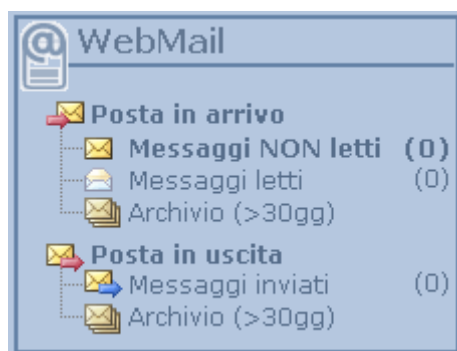 WebMail
Posta in arrivo
Messaggi NON letti (0)
Messaggi letti (0)
Archivio (>30gg)
Posta in uscita
Messaggi inviati (0)
Archivio (>30gg)